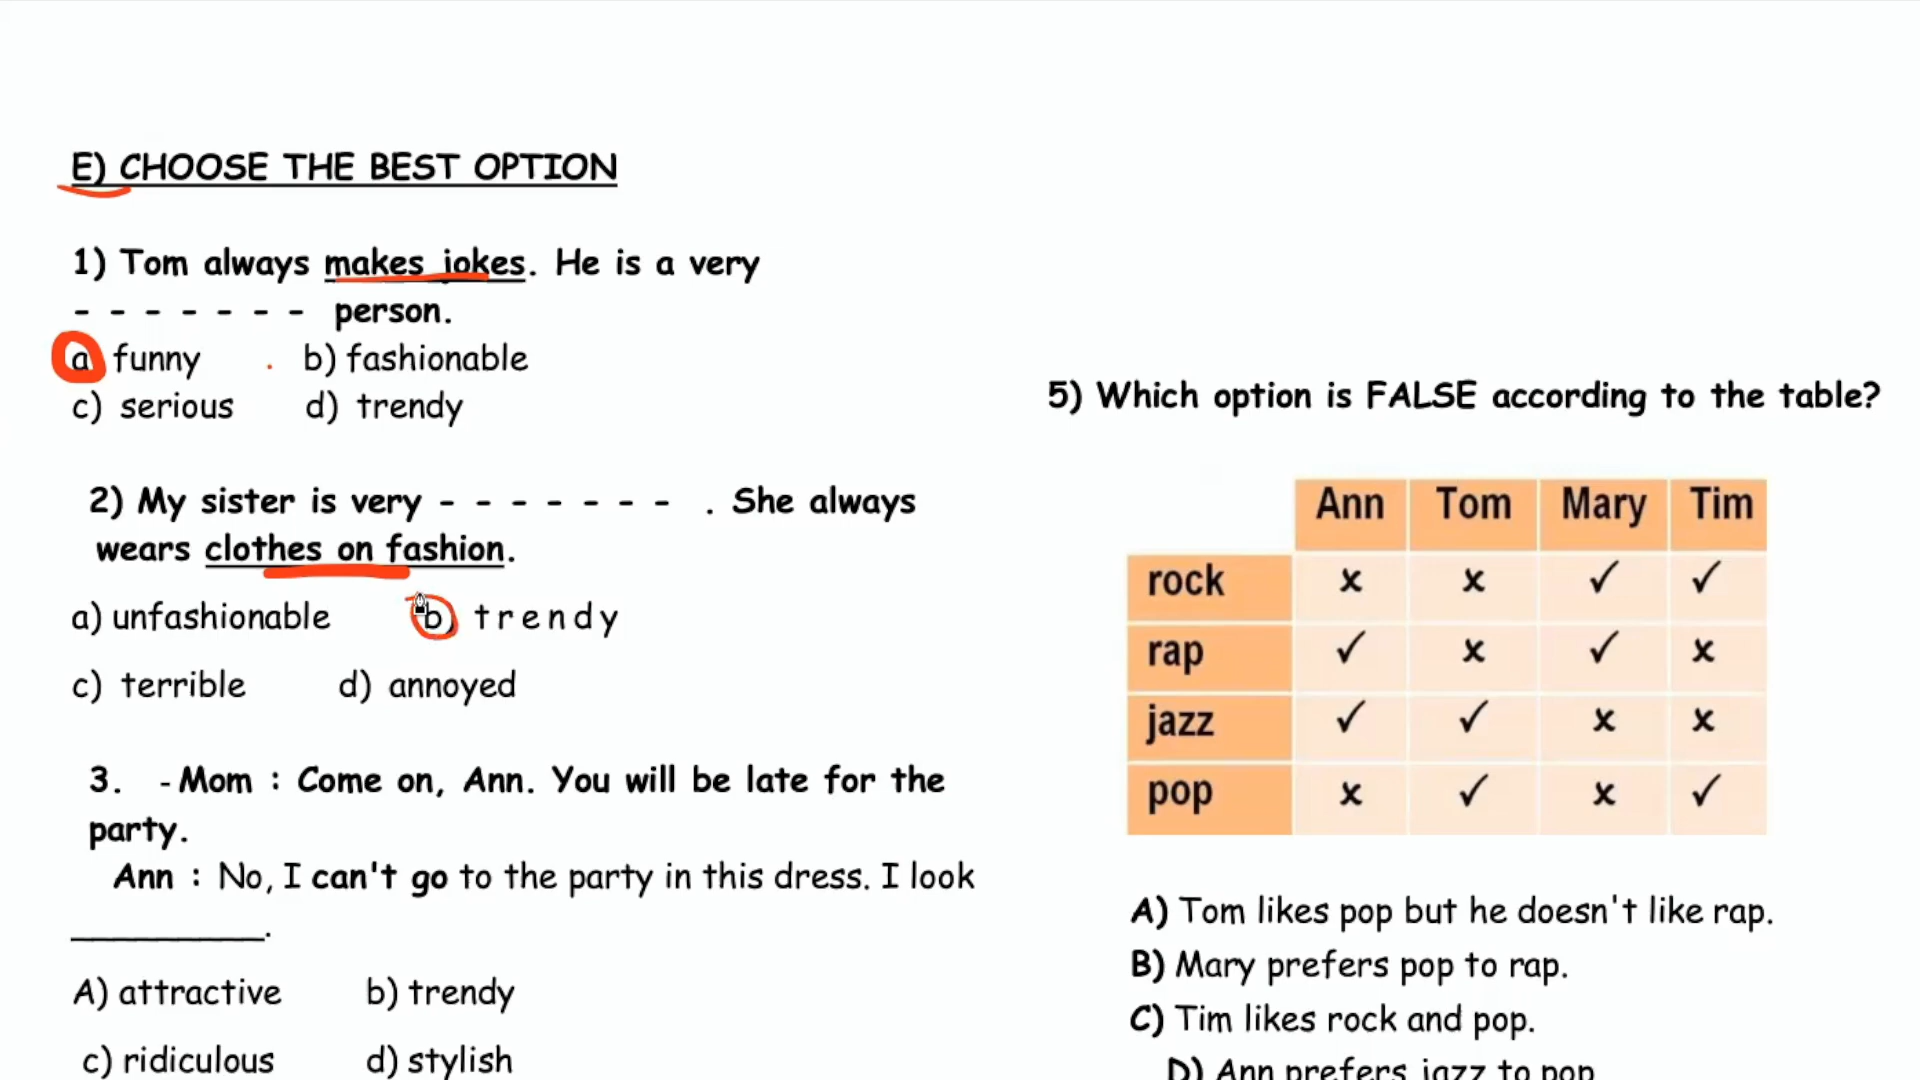 E) CHOOSE THE BEST OPTION
1) Tom always makes jokes. He is a very
- - - - - - - person.
a funny b) fashionable
c) serious d) trendy
2) My sister is very - - - - - - - . She always
wears clothes on fashion.
a) unfashionable b) trendy
c) terrible d) annoyed
3. - Mom : Come on, Ann. You will be late for the
party.
Ann : No, I can't go to the party in this dress. I look
_________.
A) attractive b) trendy
c) ridiculous d) stylish
5) Which option is FALSE according to the table?
Ann Tom Mary Tim
rock x x ✓ ✓
rap ✓ x ✓ x
jazz ✓ ✓ x x
pop x ✓ x ✓
A) Tom likes pop but he doesn't like rap.
B) Mary prefers pop to rap.
C) Tim likes rock and pop.
D) Ann prefers jazz to pop